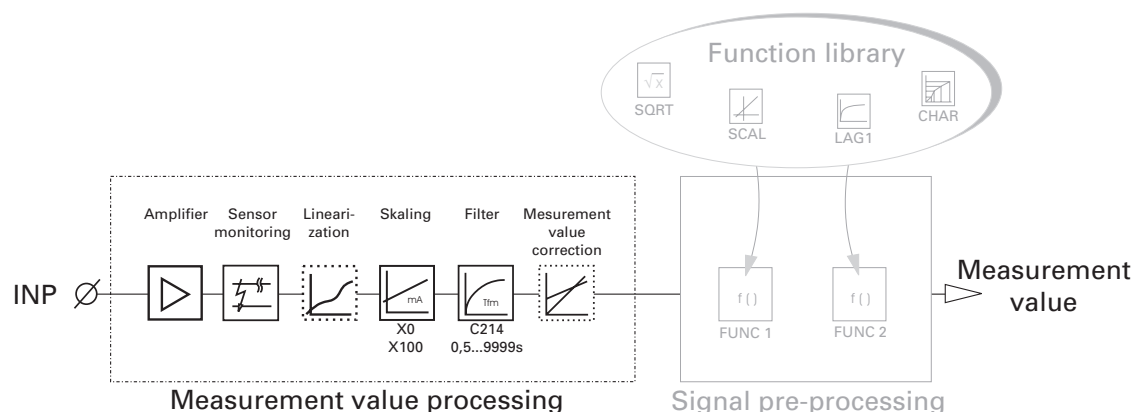 Function library
√x
SQRT
SCAL
LAG1
CHAR
Amplifier
Sensor
monitoring
Lineari-
zation
Skaling
Filter
Mesurement
value
correction
INP
mA
Tfm
X0
X100
C214
0,5...9999s
f ( )
FUNC 1
f ( )
FUNC 2
Measurement
value
Measurement value processing
Signal pre-processing